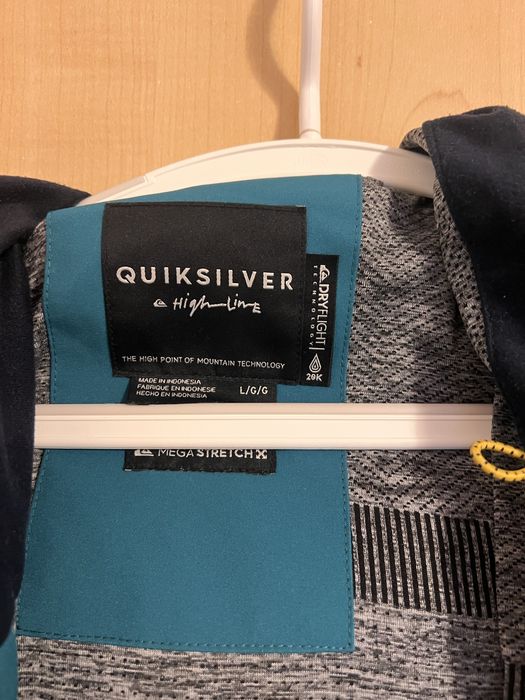 QUIKSILVER
High Line
THE HIGH POINT OF MOUNTAIN TECHNOLOGY
DRYFLIGHT
TECHNOLOGY
20K
MADE IN INDONESIA
FABRIQUE EN INDONESE
HECHO EN INDONESIA
L/G/G
MEGA STRETCH